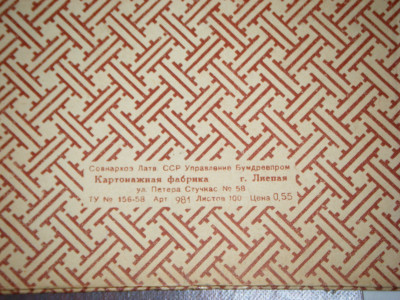 Совнархоз Латв. ССР Управление Бумдревпром
Картонажная фабрика г. Лиепая
ул. Петера Стучкас № 58
ТУ № 156-58 Арт. 981 Листов 100 Цена 0,55